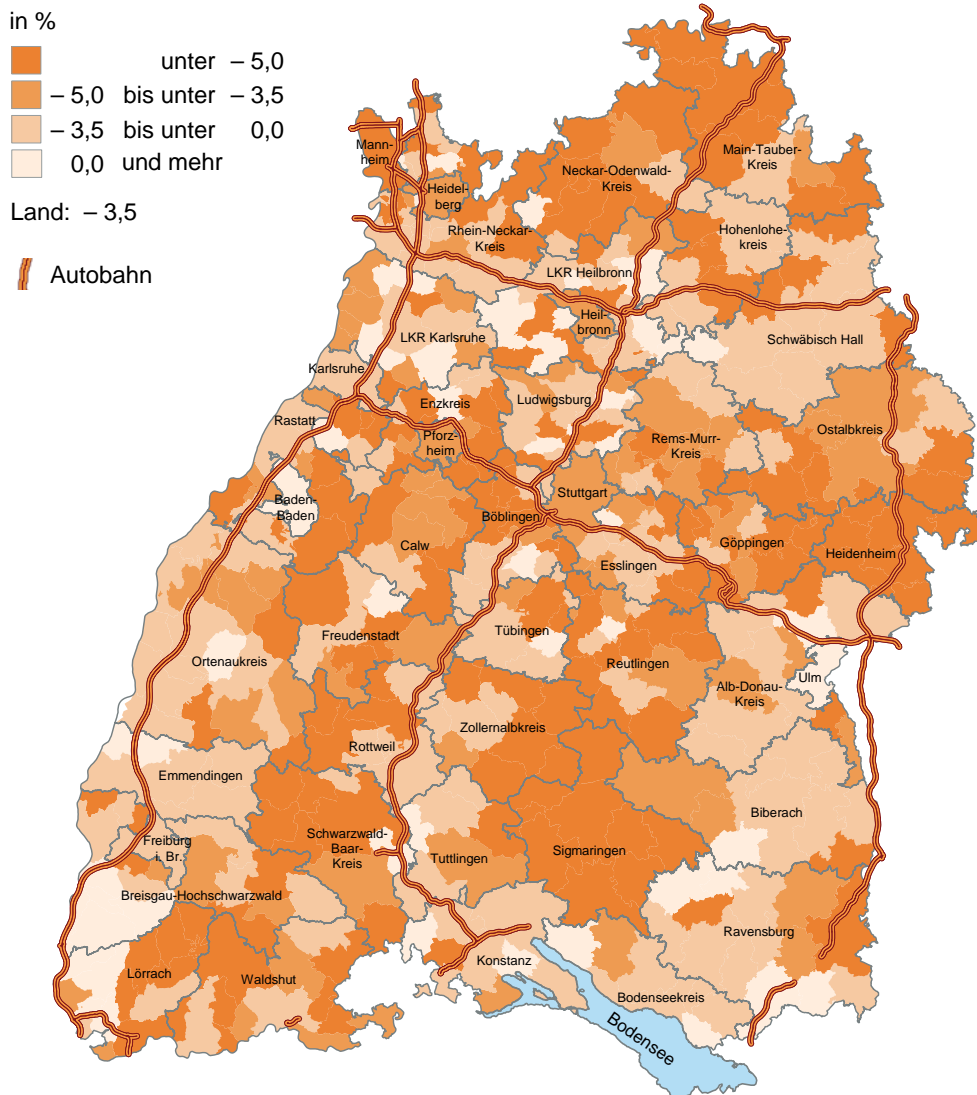 in %
unter – 5,0
– 5,0 bis unter – 3,5
– 3,5 bis unter 0,0
0,0 und mehr
Land: – 3,5
Autobahn
Mann-
heim
Heidel-
berg
Rhein-Neckar-
Kreis
Neckar-Odenwald-
Kreis
Main-Tauber-
Kreis
Hohenlohe-
kreis
LKR Heilbronn
Heil-
bronn
LKR Karlsruhe
Schwäbisch Hall
Karlsruhe
Enzkreis
Ludwigsburg
Rastatt
Pforz-
heim
Rems-Murr-
Kreis
Ostalbkreis
Baden-
Baden
Stuttgart
Böblingen
Calw
Göppingen
Heidenheim
Esslingen
Freudenstadt
Tübingen
Ortenaukreis
Reutlingen
Alb-Donau-
Kreis
Ulm
Zollernalbkreis
Rottweil
Emmendingen
Biberach
Freiburg
i. Br.
Schwarzwald-
Baar-
Kreis
Tuttlingen
Sigmaringen
Breisgau-Hochschwarzwald
Ravensburg
Lörrach
Waldshut
Konstanz
Bodenseekreis
Bodensee